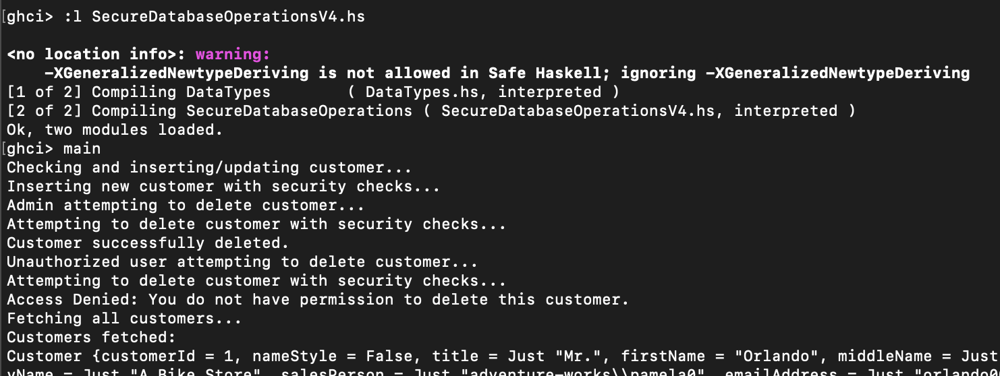 [ghci> :l SecureDatabaseOperationsV4.hs
<no location info>: warning:
    -XGeneralizedNewtypeDeriving is not allowed in Safe Haskell; ignoring -XGeneralizedNewtypeDeriving
[1 of 2] Compiling DataTypes        ( DataTypes.hs, interpreted )
[2 of 2] Compiling SecureDatabaseOperations ( SecureDatabaseOperationsV4.hs, interpreted )
Ok, two modules loaded.
[ghci> main
Checking and inserting/updating customer...
Inserting new customer with security checks...
Admin attempting to delete customer...
Attempting to delete customer with security checks...
Customer successfully deleted.
Unauthorized user attempting to delete customer...
Attempting to delete customer with security checks...
Access Denied: You do not have permission to delete this customer.
Fetching all customers...
Customers fetched:
Customer {customerId = 1, nameStyle = False, title = Just "Mr.", firstName = "Orlando", middleName = Just
yName = Just "A Bike Store", salesPerson = Just "adventure-works\\pamela0", emailAddress = Just "orlando